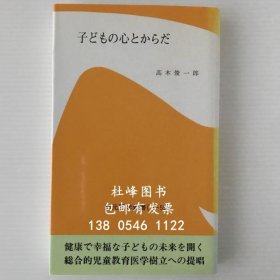 子どもの心とからだ
高木俊一郎
杜峰图书
包邮有发票
138 0546 1122
健康で幸福な子どもの未来を開く
総合的児童教育医学樹立への提唱